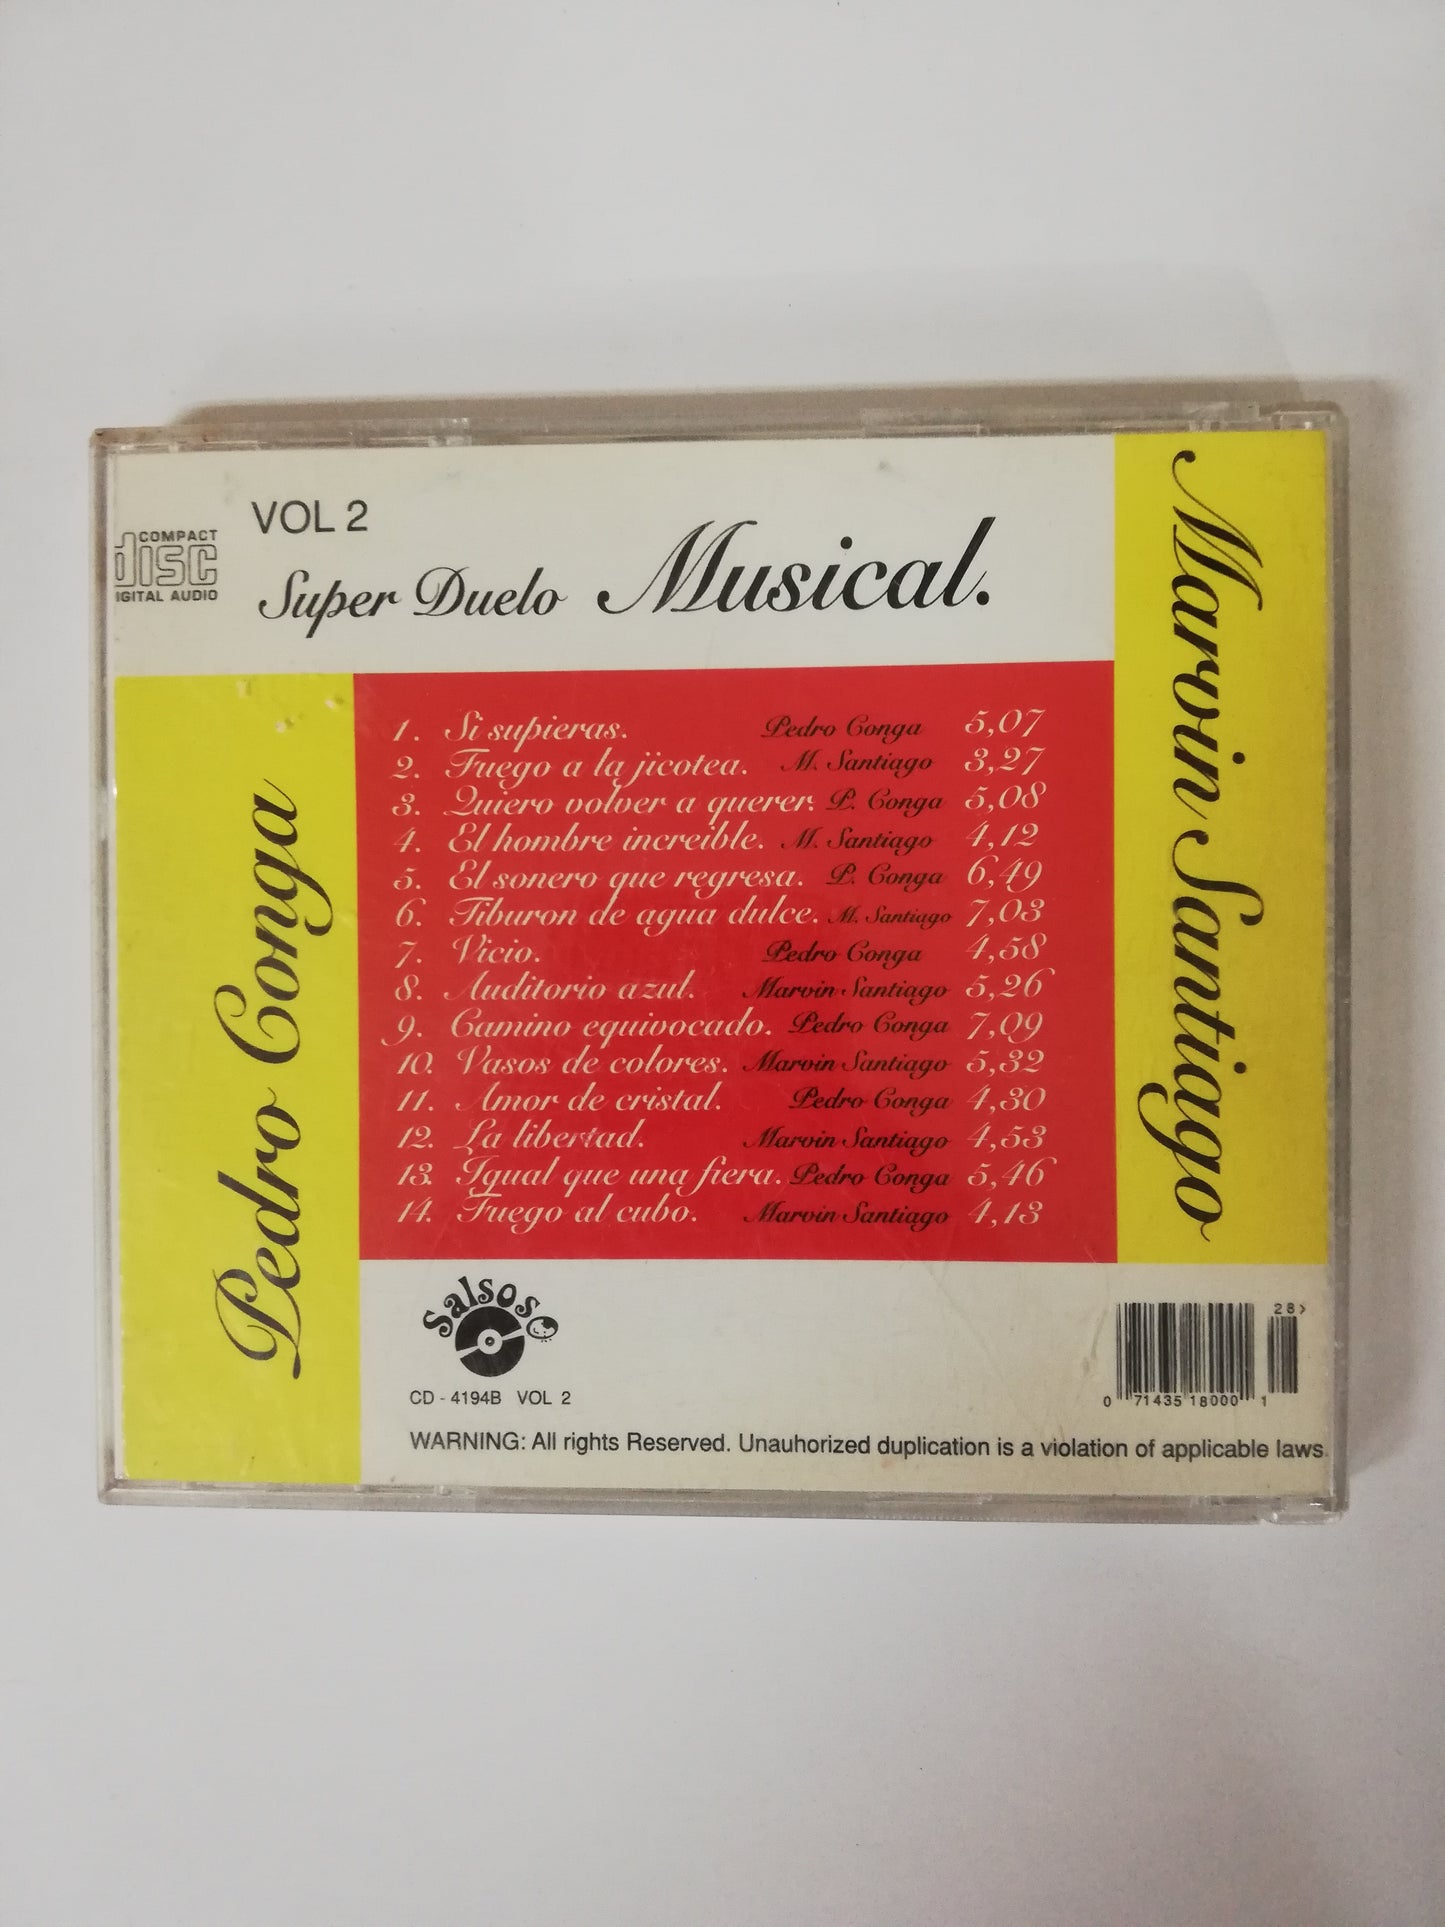 COMPACT
disc
IGITAL AUDIO
VOL 2
Super Duelo Musical.
Pedro Conga
Marvin Santiago
1. Si supieras. Pedro Conga 5,07
2. Fuego a la jicotea. M. Santiago 3,27
3. Quiero volver a querer. P. Conga 5,08
4. El hombre increible. M. Santiago 4,12
5. El sonero que regresa. P. Conga 6,49
6. Tiburon de agua dulce. M. Santiago 7,03
7. Vicio. Pedro Conga 4,58
8. Auditorio azul. Marvin Santiago 5,26
9. Camino equivocado. Pedro Conga 7,09
10. Vasos de colores. Marvin Santiago 5,32
11. Amor de cristal. Pedro Conga 4,30
12. La libertad. Marvin Santiago 4,53
13. Igual que una fiera. Pedro Conga 5,46
14. Fuego al cubo. Marvin Santiago 4,13
Salsoso
CD - 4194B VOL 2
28>
0 71435 18000 1
WARNING: All rights Reserved. Unauhorized duplication is a violation of applicable laws.